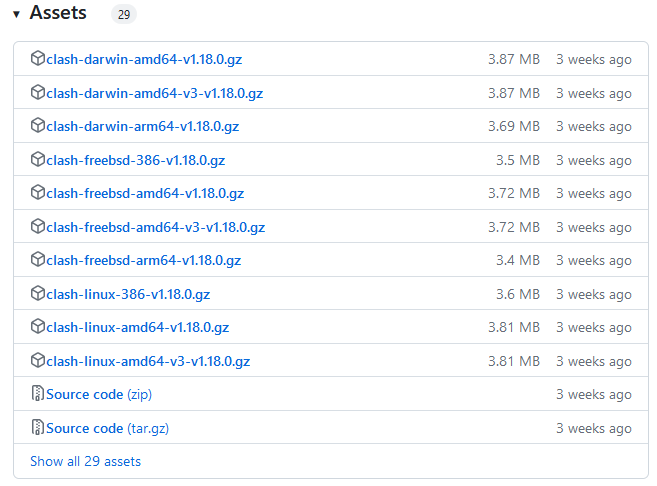 Assets 29
clash-darwin-amd64-v1.18.0.gz 3.87 MB 3 weeks ago
clash-darwin-amd64-v3-v1.18.0.gz 3.87 MB 3 weeks ago
clash-darwin-arm64-v1.18.0.gz 3.69 MB 3 weeks ago
clash-freebsd-386-v1.18.0.gz 3.5 MB 3 weeks ago
clash-freebsd-amd64-v1.18.0.gz 3.72 MB 3 weeks ago
clash-freebsd-amd64-v3-v1.18.0.gz 3.72 MB 3 weeks ago
clash-freebsd-arm64-v1.18.0.gz 3.4 MB 3 weeks ago
clash-linux-386-v1.18.0.gz 3.6 MB 3 weeks ago
clash-linux-amd64-v1.18.0.gz 3.81 MB 3 weeks ago
clash-linux-amd64-v3-v1.18.0.gz 3.81 MB 3 weeks ago
Source code (zip) 3 weeks ago
Source code (tar.gz) 3 weeks ago
Show all 29 assets